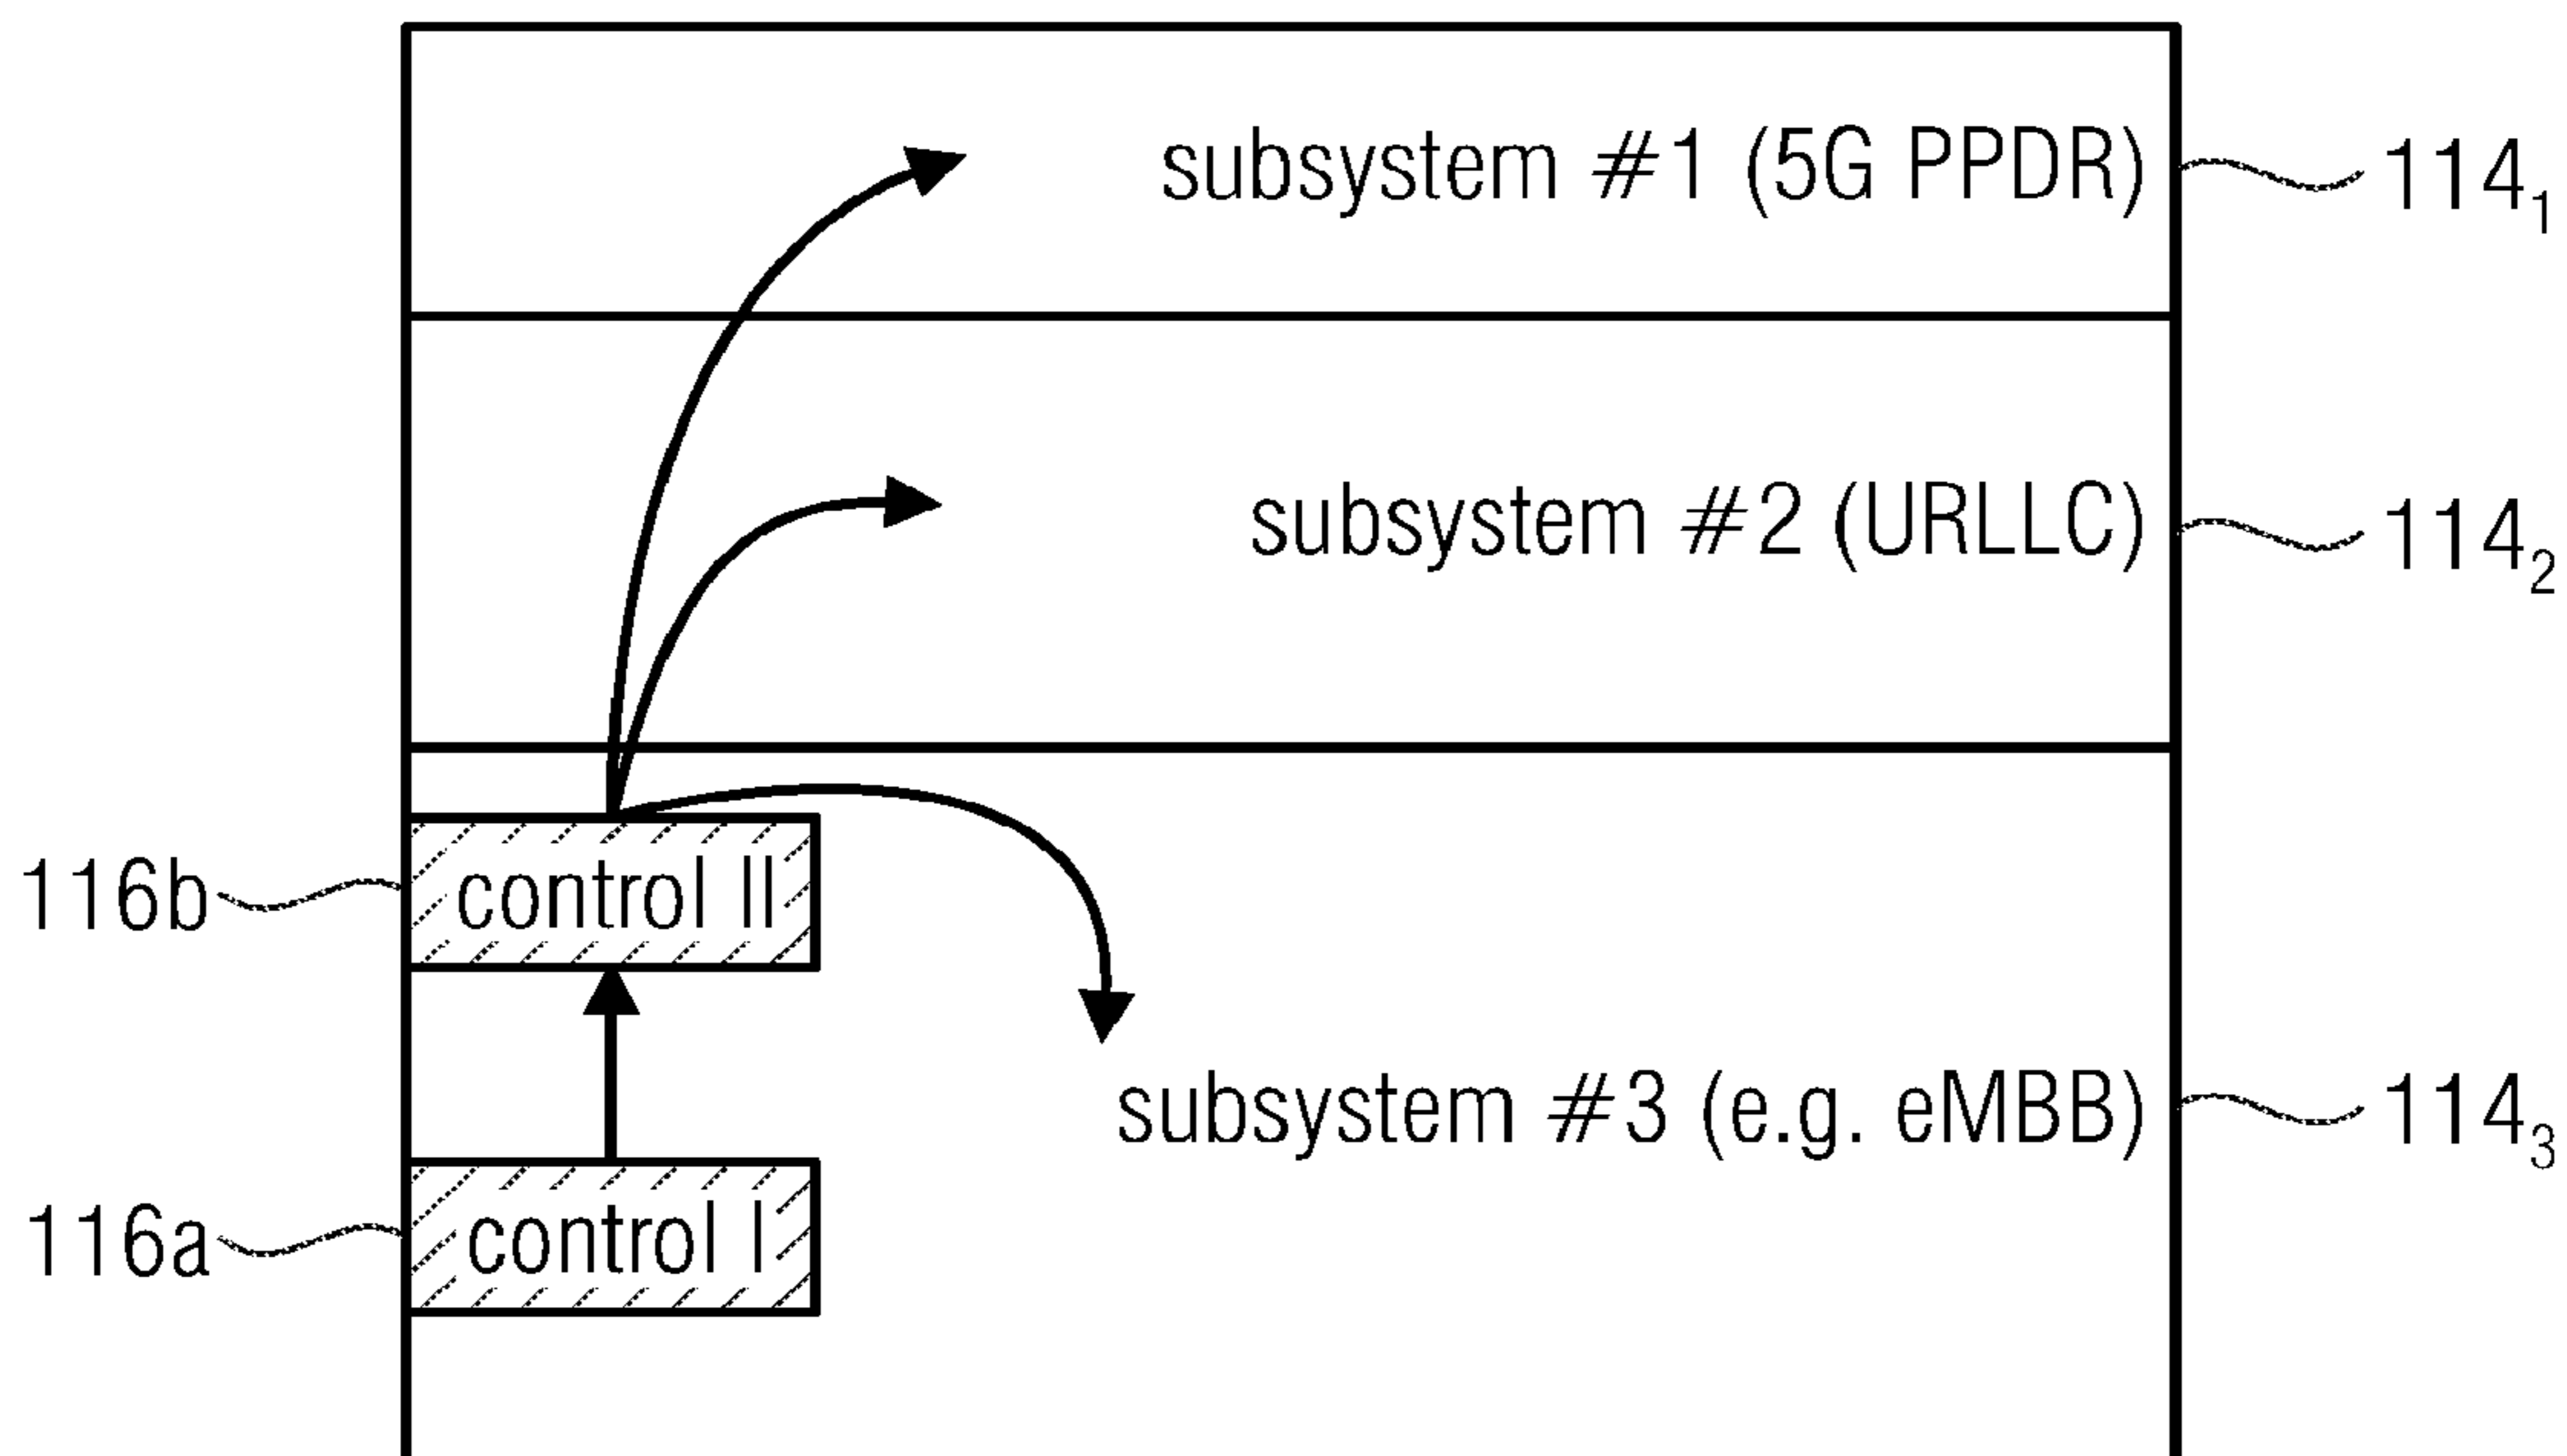 subsystem #1 (5G PPDR) 114₁
subsystem #2 (URLLC) 114₂
116b control II
subsystem #3 (e.g. eMBB) 114₃
116a control I